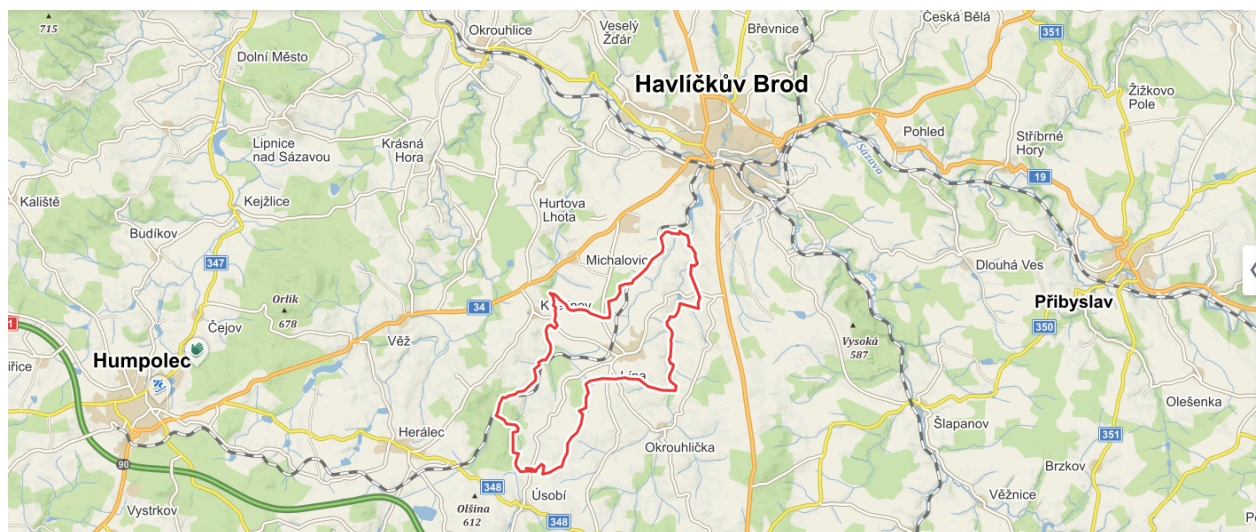 715
Okrouhlice
Veselý
Žďár
Břevnice
Česká Bělá
351
Dolní Město
Havlíčkův Brod
Žižkovo
Pole
Lipnice
nad Sázavou
Krásná
Hora
Pohled
Stříbrné
Hory
Sázava
19
Kaliště
Kejžlice
Hurtova
Lhota
Budíkov
347
Michalovic
Dlouhá Ves
Orlík
678
34
Přibyslav
1
Čejov
Věž
Vysoká
587
350
Humpolec
Lípa
Olešenka
Herálec
Šlapanov
351
90
Okrouhlička
Brzkov
348
Olšina
612
Úsobí
348
Věžnice
Vystrkov